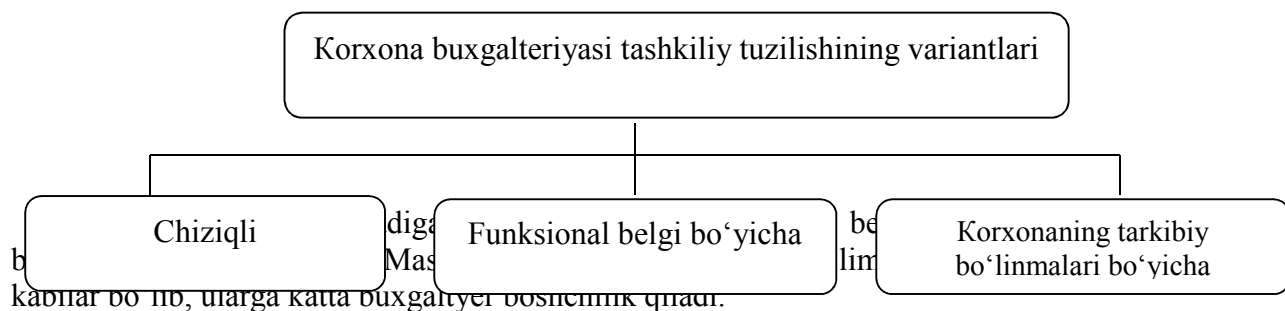 Korxona buxgalteriyasi tashkiliy tuzilishining variantlari
Chiziqli
Funksional belgi bo‘yicha
Korxonaning tarkibiy
bo‘linmalari bo‘yicha
kabilar bo‘lib, ularga katta buxgaltyer boshchilik qiladi.